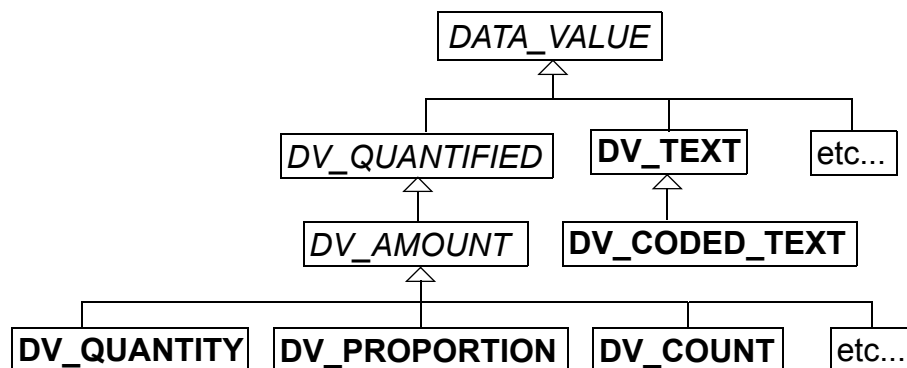 DATA_VALUE
DV_QUANTIFIED DV_TEXT etc...
DV_AMOUNT DV_CODED_TEXT
DV_QUANTITY DV_PROPORTION DV_COUNT etc...